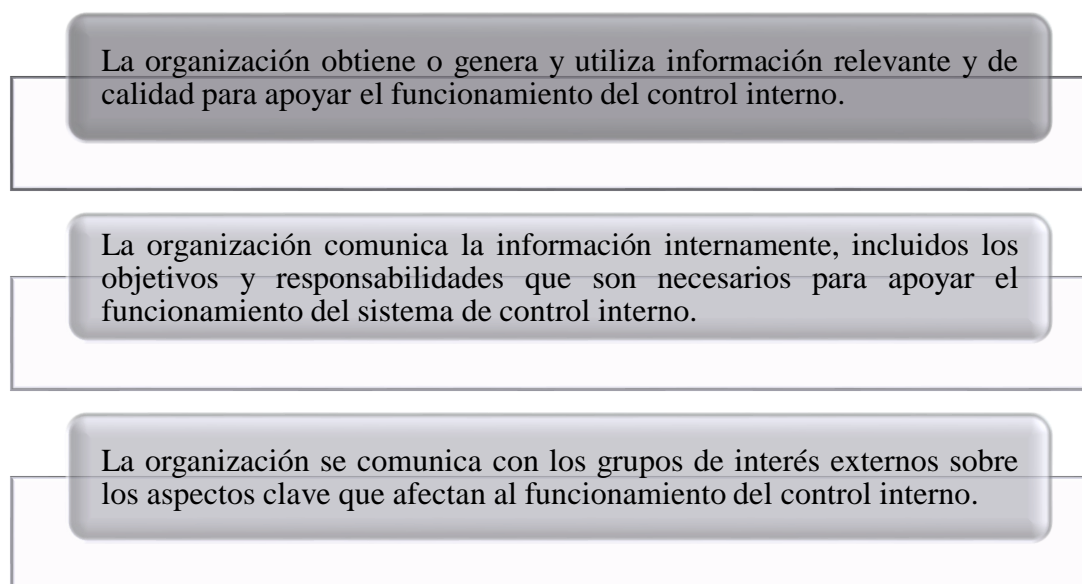 La organización obtiene o genera y utiliza información relevante y de
calidad para apoyar el funcionamiento del control interno.
La organización comunica la información internamente, incluidos los
objetivos y responsabilidades que son necesarios para apoyar el
funcionamiento del sistema de control interno.
La organización se comunica con los grupos de interés externos sobre
los aspectos clave que afectan al funcionamiento del control interno.